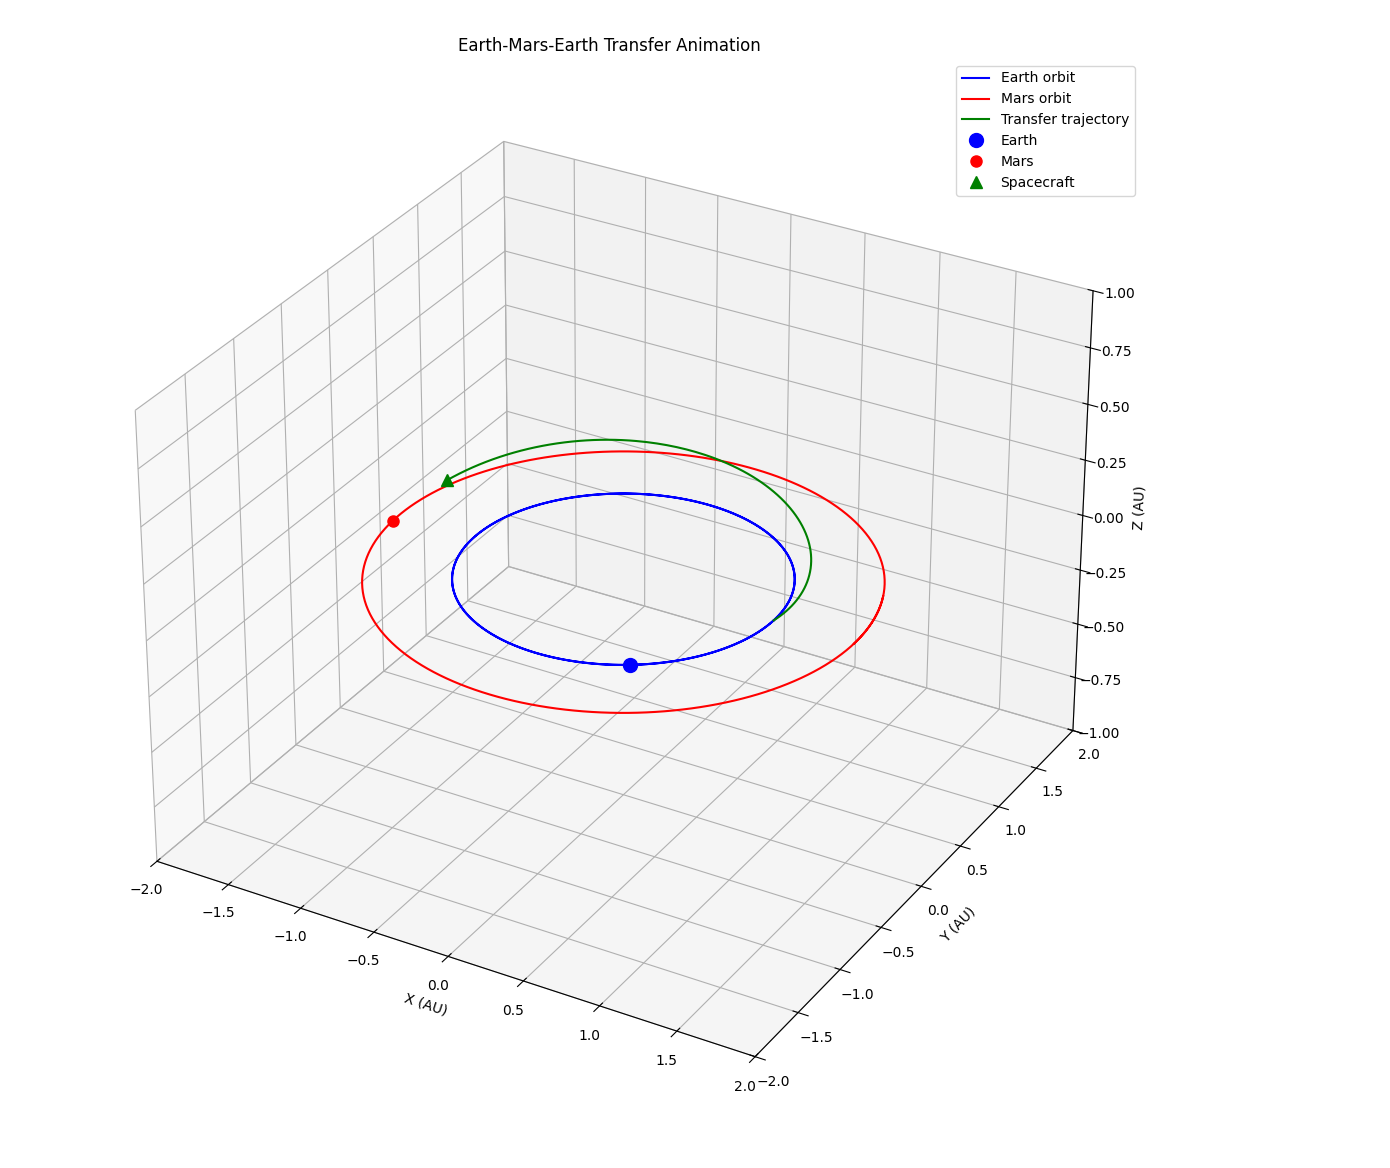 Earth-Mars-Earth Transfer Animation
Earth orbit
Mars orbit
Transfer trajectory
Earth
Mars
Spacecraft
1.00
0.75
0.50
0.25
0.00
−0.25
−0.50
−0.75
−1.00
Z (AU)
2.0
1.5
1.0
0.5
0.0
−0.5
−1.0
−1.5
−2.0
Y (AU)
−2.0
−1.5
−1.0
−0.5
0.0
0.5
1.0
1.5
2.0
X (AU)